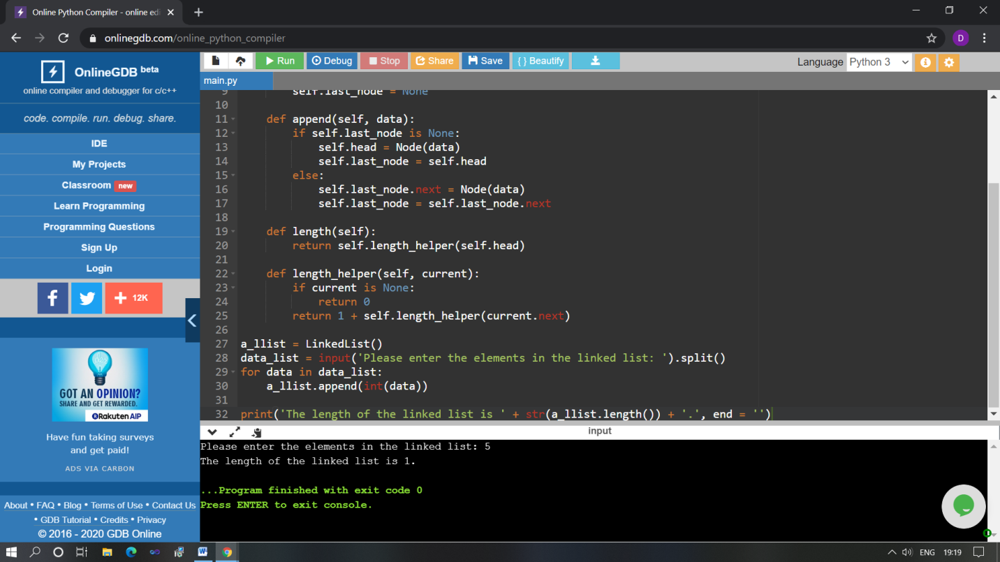 Online Python Compiler - online edi
onlinegdb.com/online_python_compiler
D
OnlineGDB beta
online compiler and debugger for c/c++
code. compile. run. debug. share.
IDE
My Projects
Classroom new
Learn Programming
Programming Questions
Sign Up
Login
f
12K
GOT AN OPINION?
SHARE AND GET REWARDED.
Rakuten AIP
Have fun taking surveys
and get paid!
ADS VIA CARBON
About • FAQ • Blog • Terms of Use • Contact Us
• GDB Tutorial • Credits • Privacy
© 2016 - 2020 GDB Online
Run Debug Stop Share Save { } Beautify
Language Python 3
main.py
9 self.last_node = None
10
11 def append(self, data):
12 if self.last_node is None:
13 self.head = Node(data)
14 self.last_node = self.head
15 else:
16 self.last_node.next = Node(data)
17 self.last_node = self.last_node.next
18
19 def length(self):
20 return self.length_helper(self.head)
21
22 def length_helper(self, current):
23 if current is None:
24 return 0
25 return 1 + self.length_helper(current.next)
26
27 a_llist = LinkedList()
28 data_list = input('Please enter the elements in the linked list: ').split()
29 for data in data_list:
30 a_llist.append(int(data))
31
32 print('The length of the linked list is ' + str(a_llist.length()) + '.', end = '')
input
Please enter the elements in the linked list: 5
The length of the linked list is 1.
...Program finished with exit code 0
Press ENTER to exit console.
ENG 19:19